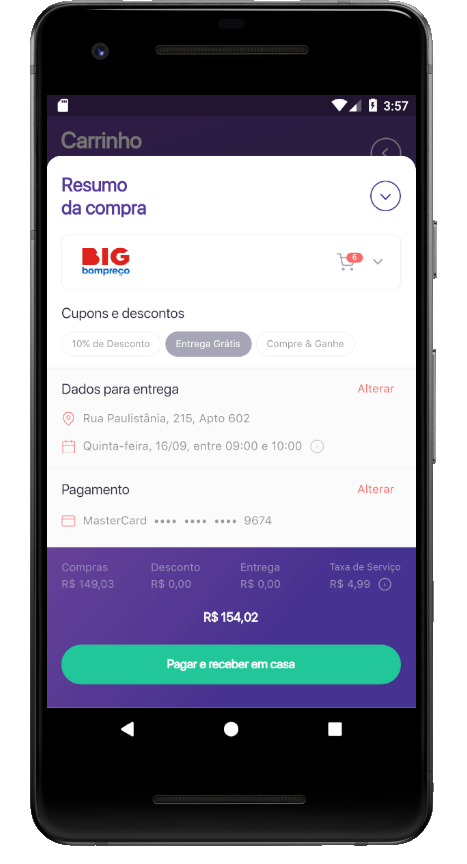 3:57
Carrinho
Resumo
da compra
BIG
bompreço
6
Cupons e descontos
10% de Desconto Entrega Grátis Compre & Ganhe
Dados para entrega Alterar
Rua Paulistânia, 215, Apto 602
Quinta-feira, 16/09, entre 09:00 e 10:00
Pagamento Alterar
MasterCard •••• •••• •••• 9674
Compras Desconto Entrega Taxa de Serviço
R$ 149,03 R$ 0,00 R$ 0,00 R$ 4,99
R$ 154,02
Pagar e receber em casa